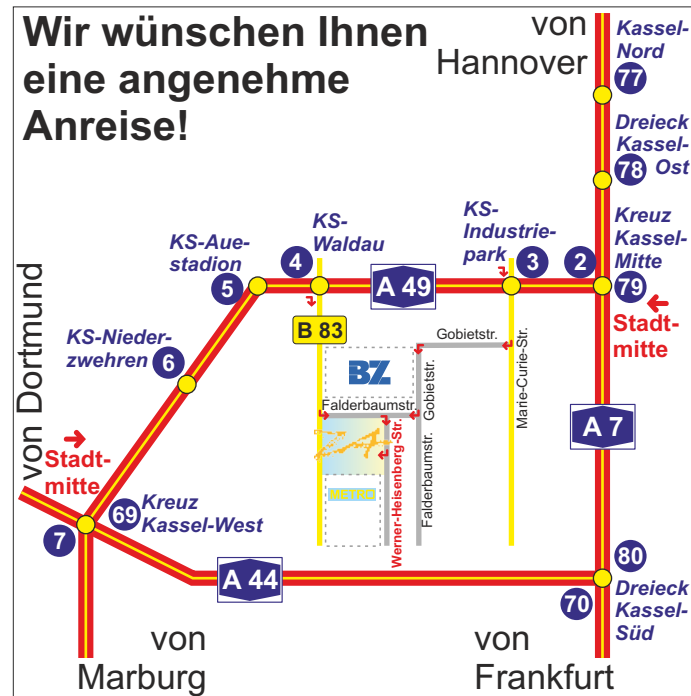 Wir wünschen Ihnen
eine angenehme
Anreise!
von
Hannover
Kassel-
Nord
77
Dreieck
Kassel-
Ost
78
Kreuz
Kassel-
Mitte
79
2
Stadt-
mitte
KS-
Industrie-
park
3
KS-
Waldau
4
KS-Aue-
stadion
5
A 49
B 83
KS-Nieder-
zwehren
6
von Dortmund
Stadt-
mitte
Gobietstr.
BZ
Gobietstr.
Marie-Curie-Str.
Falderbaumstr.
METRO
Werner-Heisenberg-Str.
Falderbaumstr.
A 7
69
Kreuz
Kassel-West
7
A 44
80
70
Dreieck
Kassel-
Süd
von
Marburg
von
Frankfurt